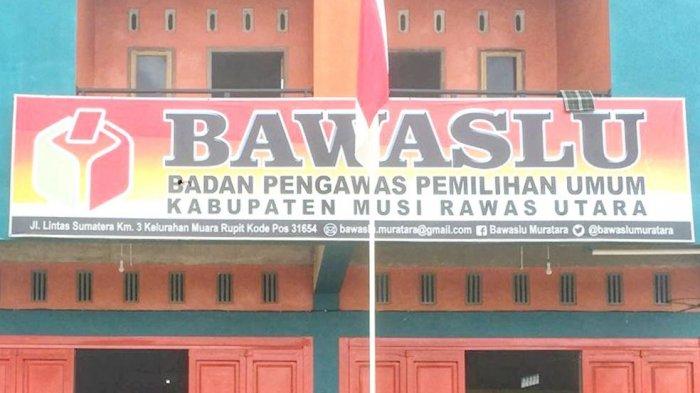 BAWASLU
BADAN PENGAWAS PEMILIHAN UMUM
KABUPATEN MUSI RAWAS UTARA
Jl. Lintas Sumatera Km. 3 Kelurahan Muara Rupit Kode Pos 31654 bawaslu.muratara@gmail.com Bawaslu Muratara @bawaslumuratara